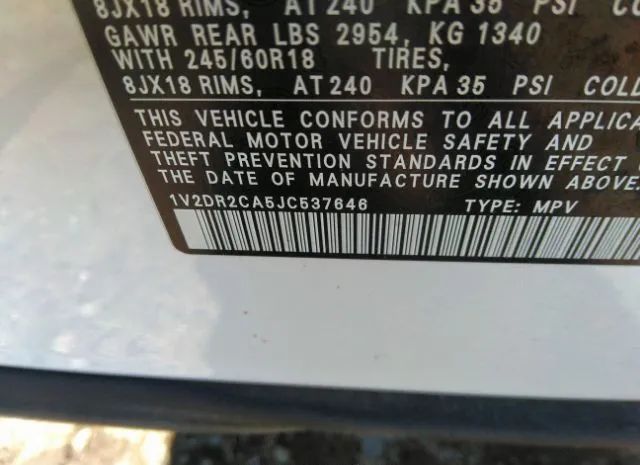 8JX18 RIMS, AT 240 KPA 35 PSI CO
GAWR REAR LBS 2954, KG 1340
WITH 245/60R18 TIRES,
8JX18 RIMS, AT 240 KPA 35 PSI COLD
THIS VEHICLE CONFORMS TO ALL APPLICA
FEDERAL MOTOR VEHICLE SAFETY AND
THEFT PREVENTION STANDARDS IN EFFECT
THE DATE OF MANUFACTURE SHOWN ABOVE.
1V2DR2CA5JC537646 TYPE: MPV